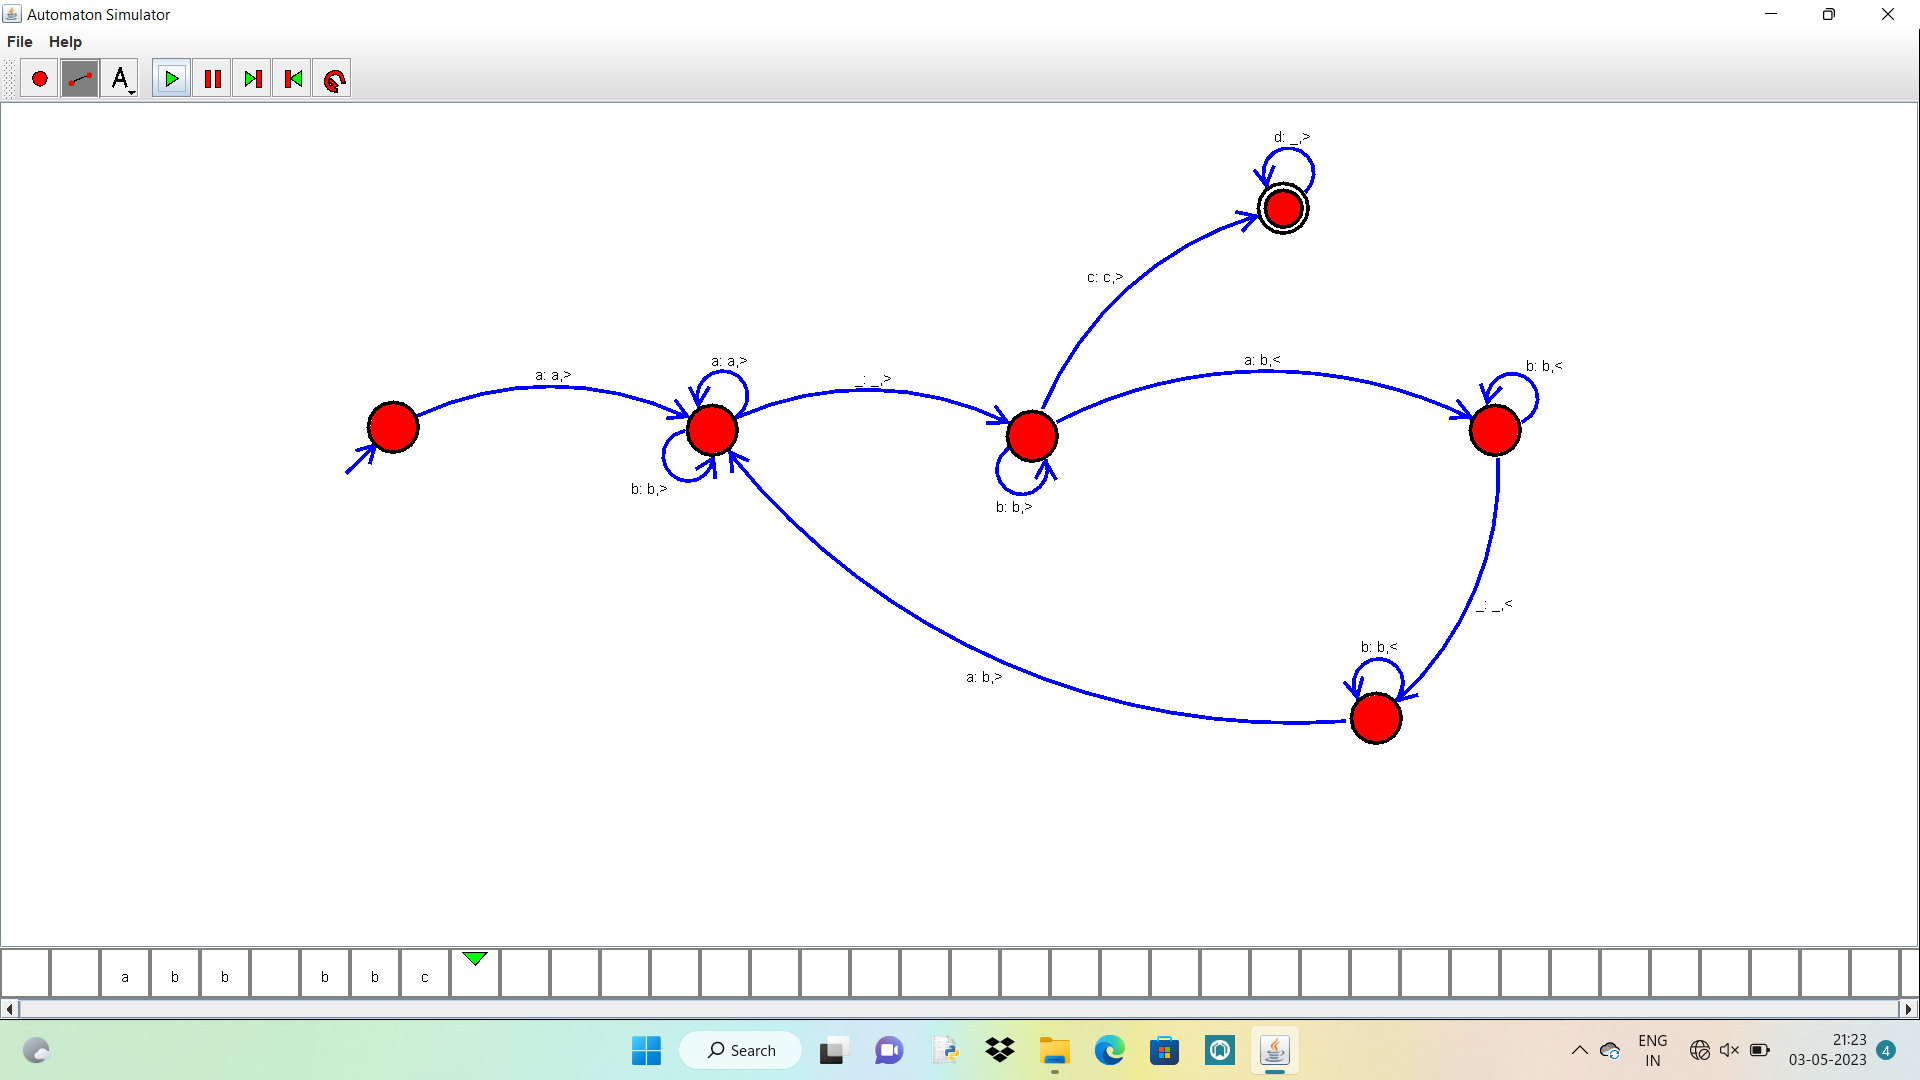 Automaton Simulator
File Help
A
d: _,>
c: c,>
a: a,>
a: a,>
_: _,>
a: b,<
b: b,<
b: b,>
b: b,>
_: _,<
b: b,<
a: b,>
a b b b b c
Search
ENG
IN
21:23
03-05-2023
4